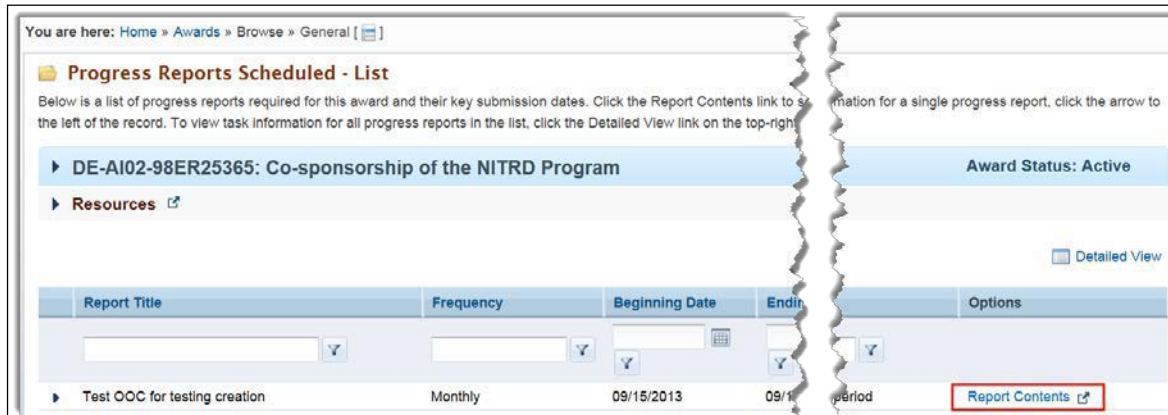 You are here: Home » Awards » Browse » General [ ]
Progress Reports Scheduled - List
Below is a list of progress reports required for this award and their key submission dates. Click the Report Contents link to mation for a single progress report, click the arrow to
the left of the record. To view task information for all progress reports in the list, click the Detailed View link on the top-right
DE-AI02-98ER25365: Co-sponsorship of the NITRD Program Award Status: Active
Resources
Detailed View
Report Title Frequency Beginning Date Endin Options
Test OOC for testing creation Monthly 09/15/2013 09/1 period Report Contents